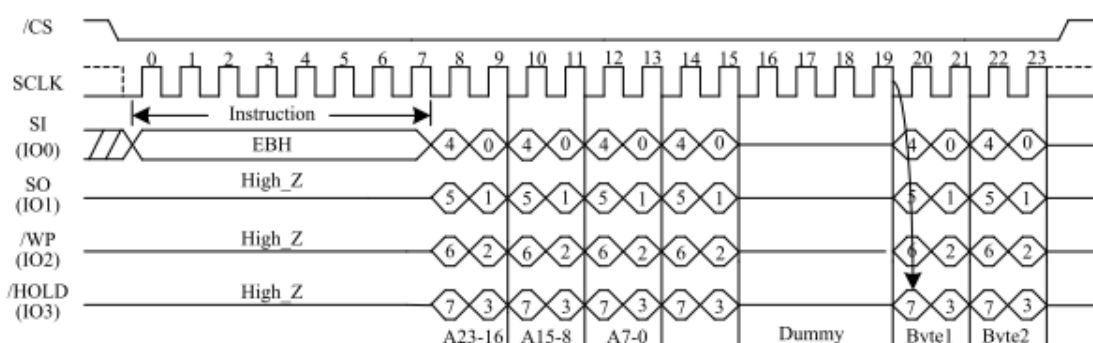 /CS
0 1 2 3 4 5 6 7 8 9 10 11 12 13 14 15 16 17 18 19 20 21 22 23
SCLK
Instruction
SI
(IO0)
EBH
4 0 4 0 4 0 4 0 4 0 4 0
SO
(IO1)
High_Z
5 1 5 1 5 1 5 1 5 1 5 1
/WP
(IO2)
High_Z
6 2 6 2 6 2 6 2 6 2 6 2
/HOLD
(IO3)
High_Z
7 3 7 3 7 3 7 3 7 3 7 3
A23-16 A15-8 A7-0 Dummy Byte1 Byte2